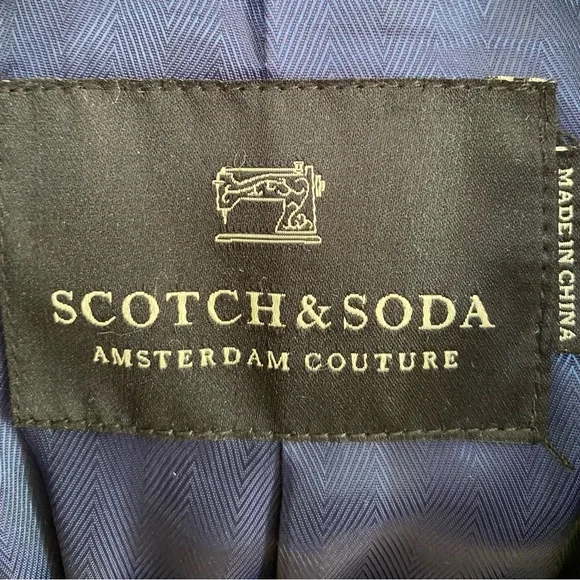 SCOTCH & SODA
AMSTERDAM COUTURE
MADE IN CHINA